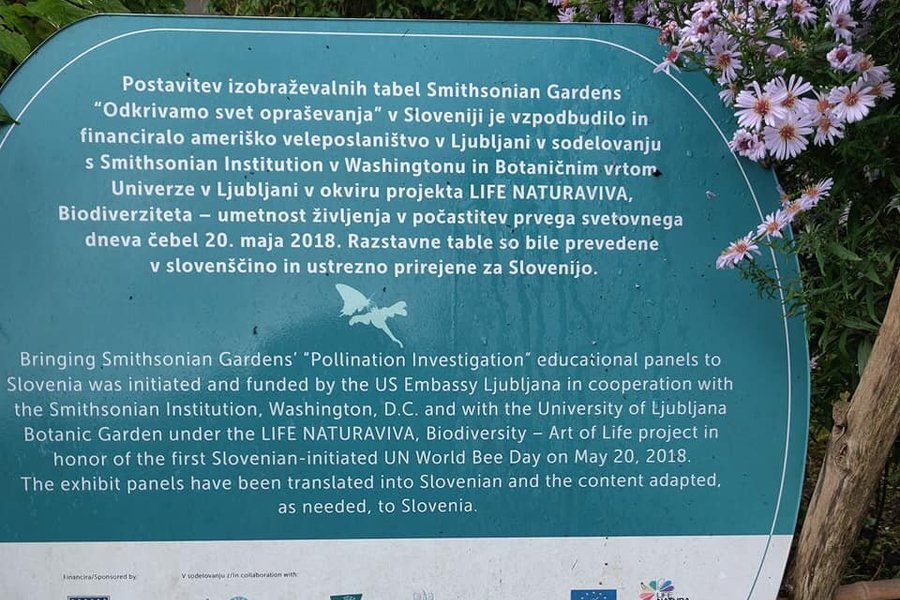 Postavitev izobraževalnih tabel Smithsonian Gardens
“Odkrivamo svet opraševanja” v Sloveniji je vzpodbudilo in
financiralo ameriško veleposlaništvo v Ljubljani v sodelovanju
s Smithsonian Institution v Washingtonu in Botaničnim vrtom
Univerze v Ljubljani v okviru projekta LIFE NATURAVIVA,
Biodiverziteta – umetnost življenja v počastitev prvega svetovnega
dneva čebel 20. maja 2018. Razstavne table so bile prevedene
v slovenščino in ustrezno prirejene za Slovenijo.
Bringing Smithsonian Gardens’ “Pollination Investigation” educational panels to
Slovenia was initiated and funded by the US Embassy Ljubljana in cooperation with
the Smithsonian Institution, Washington, D.C. and with the University of Ljubljana
Botanic Garden under the LIFE NATURAVIVA, Biodiversity – Art of Life project in
honor of the first Slovenian-initiated UN World Bee Day on May 20, 2018.
The exhibit panels have been translated into Slovenian and the content adapted,
as needed, to Slovenia.
Financira/Sponsored by: V sodelovanju z/in collaboration with:
LIFE